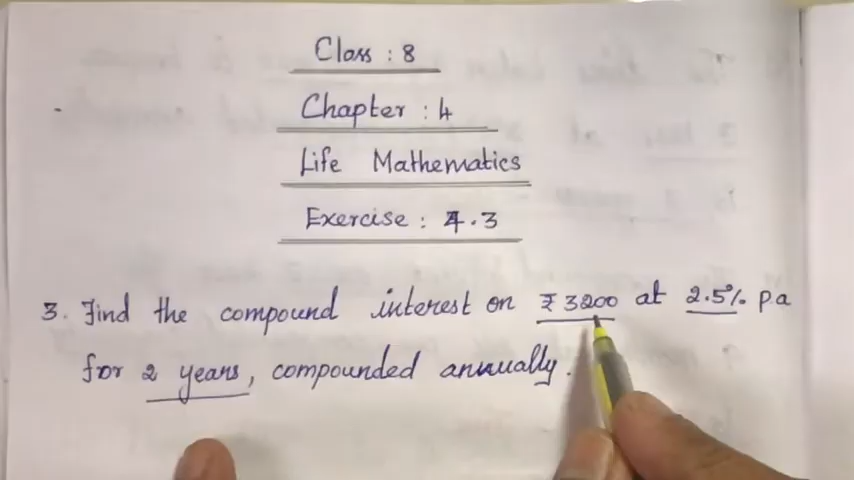 Class : 8
Chapter : 4
Life Mathematics
Exercise : 4.3
3. Find the compound interest on ₹ 3200 at 2.5% pa
for 2 years, compounded annually.